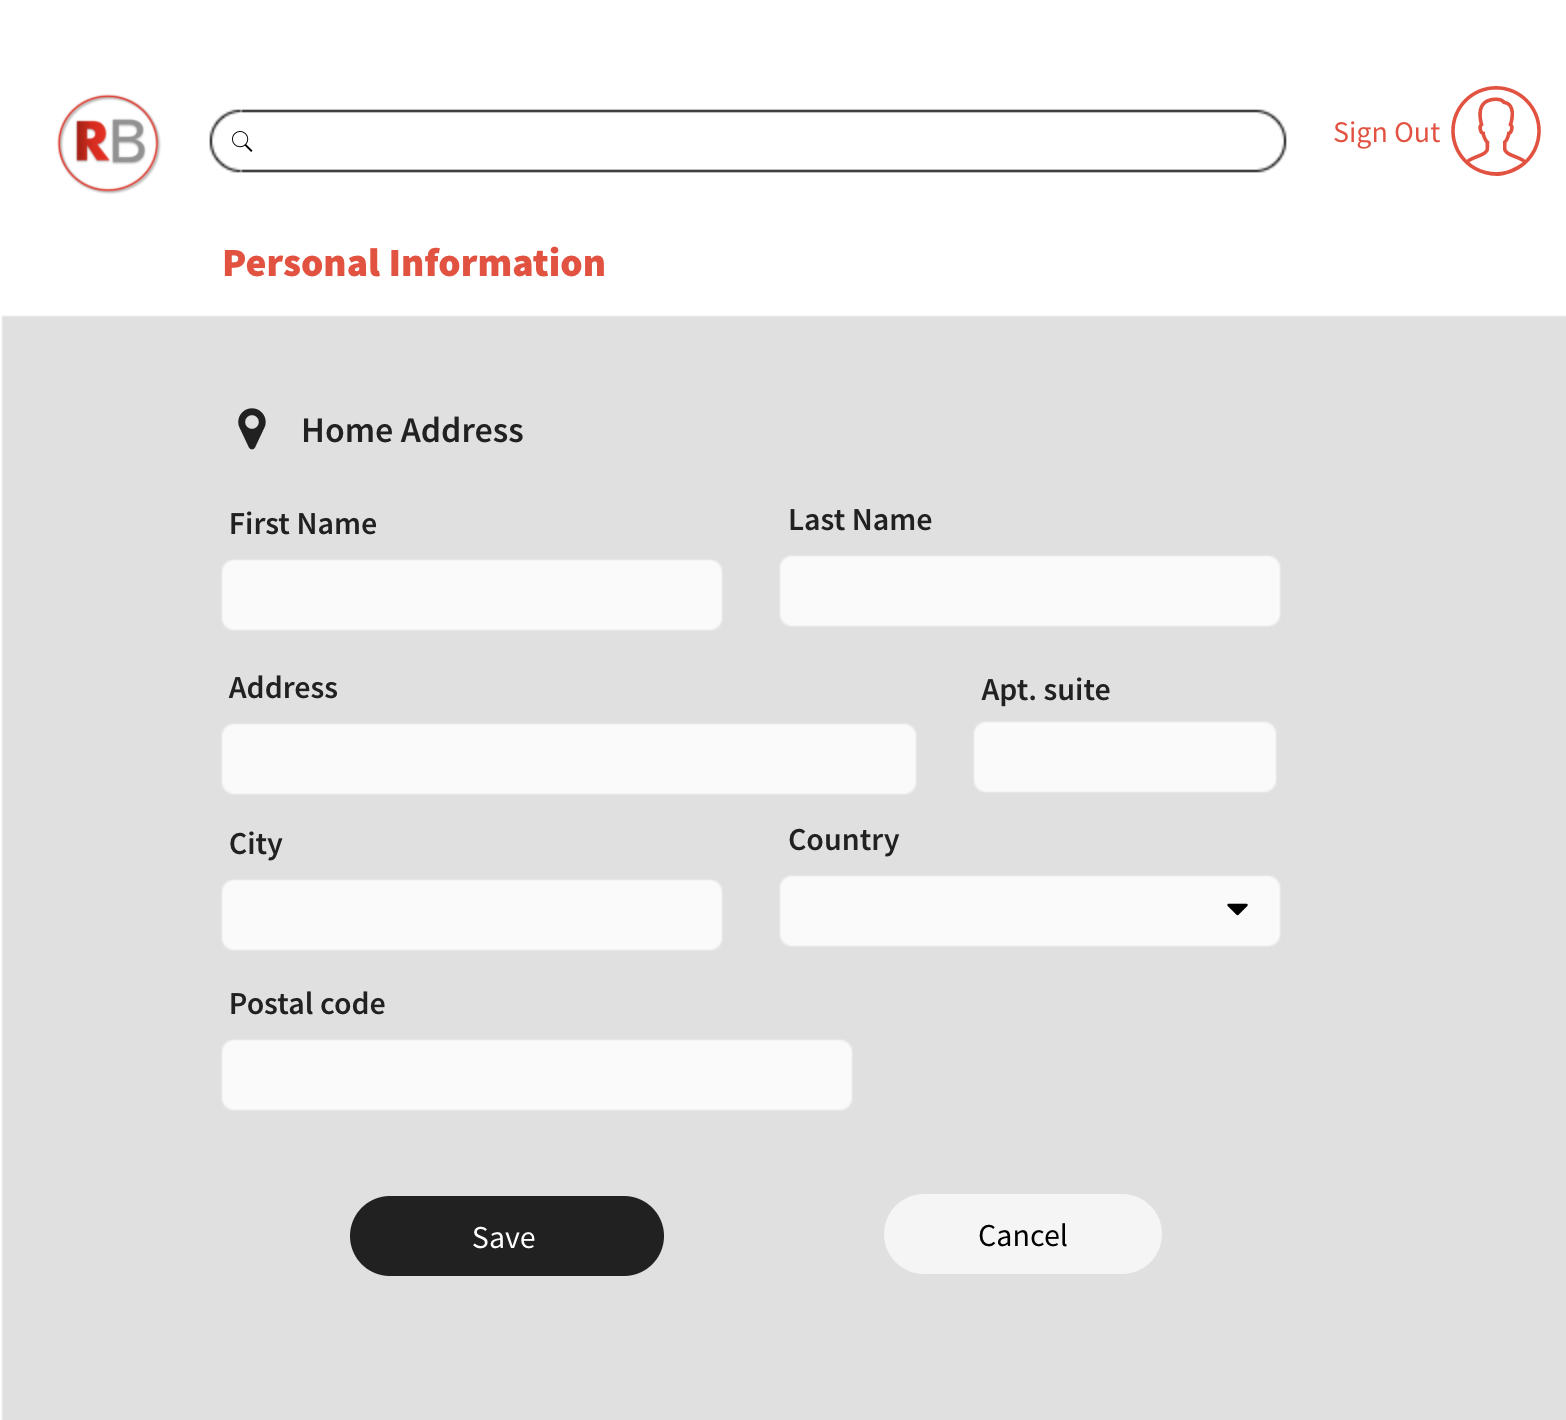 RB
Sign Out
Personal Information
Home Address
First Name
Last Name
Address
Apt. suite
City
Country
Postal code
Save
Cancel